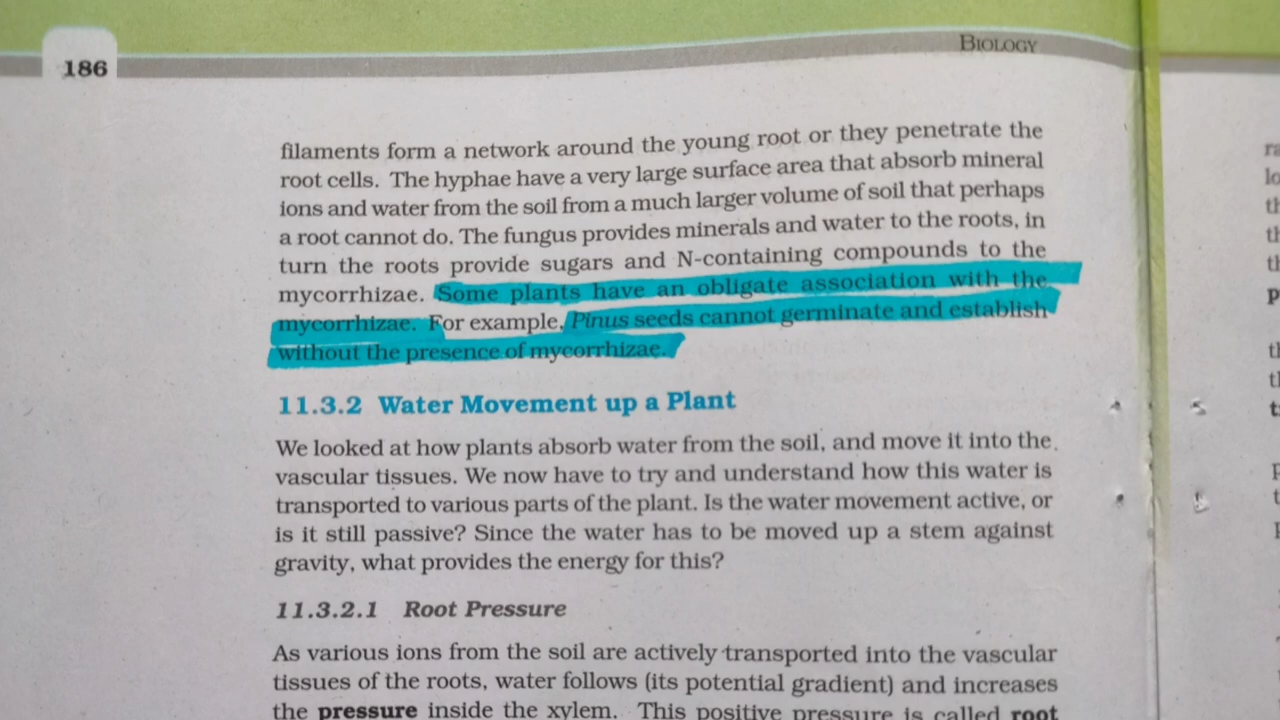 186
BIOLOGY
filaments form a network around the young root or they penetrate the
root cells. The hyphae have a very large surface area that absorb mineral
ions and water from the soil from a much larger volume of soil that perhaps
a root cannot do. The fungus provides minerals and water to the roots, in
turn the roots provide sugars and N-containing compounds to the
mycorrhizae. Some plants have an obligate association with the
mycorrhizae. For example, Pinus seeds cannot germinate and establish
without the presence of mycorrhizae.
11.3.2 Water Movement up a Plant
We looked at how plants absorb water from the soil, and move it into the
vascular tissues. We now have to try and understand how this water is
transported to various parts of the plant. Is the water movement active, or
is it still passive? Since the water has to be moved up a stem against
gravity, what provides the energy for this?
11.3.2.1 Root Pressure
As various ions from the soil are actively transported into the vascular
tissues of the roots, water follows (its potential gradient) and increases
the pressure inside the xylem. This positive pressure is called root